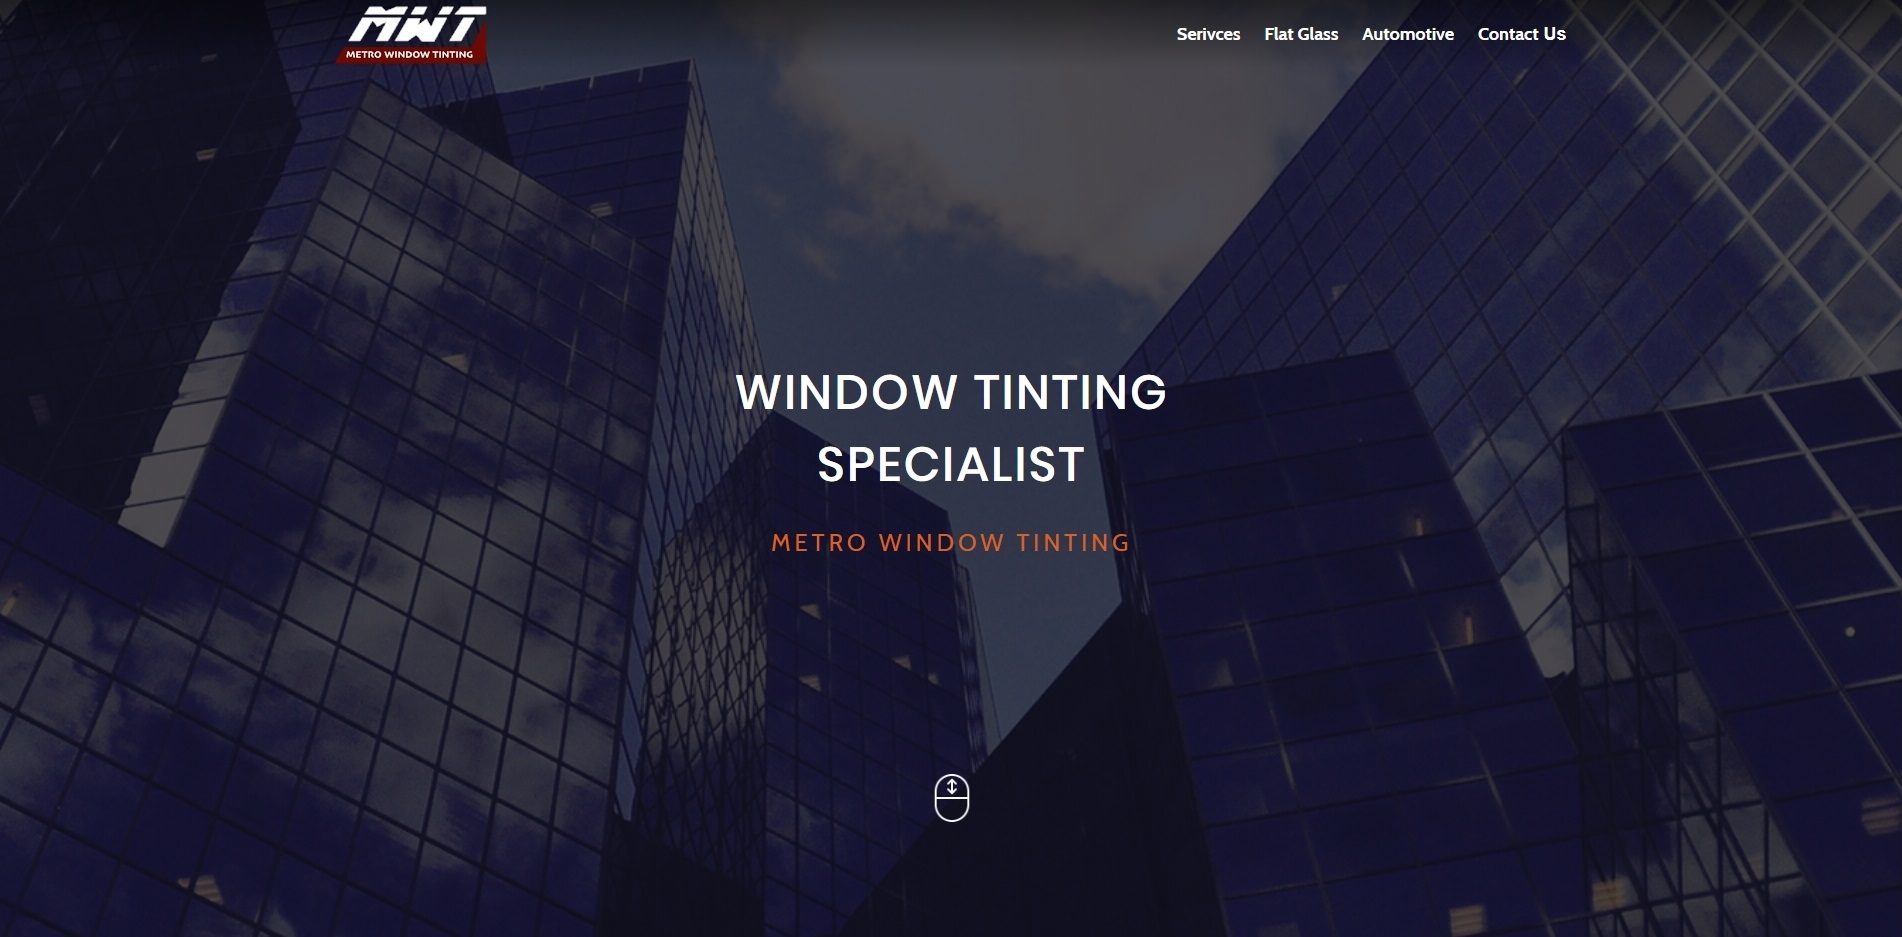 MWT
METRO WINDOW TINTING
Serivces
Flat Glass
Automotive
Contact Us
WINDOW TINTING
SPECIALIST
METRO WINDOW TINTING